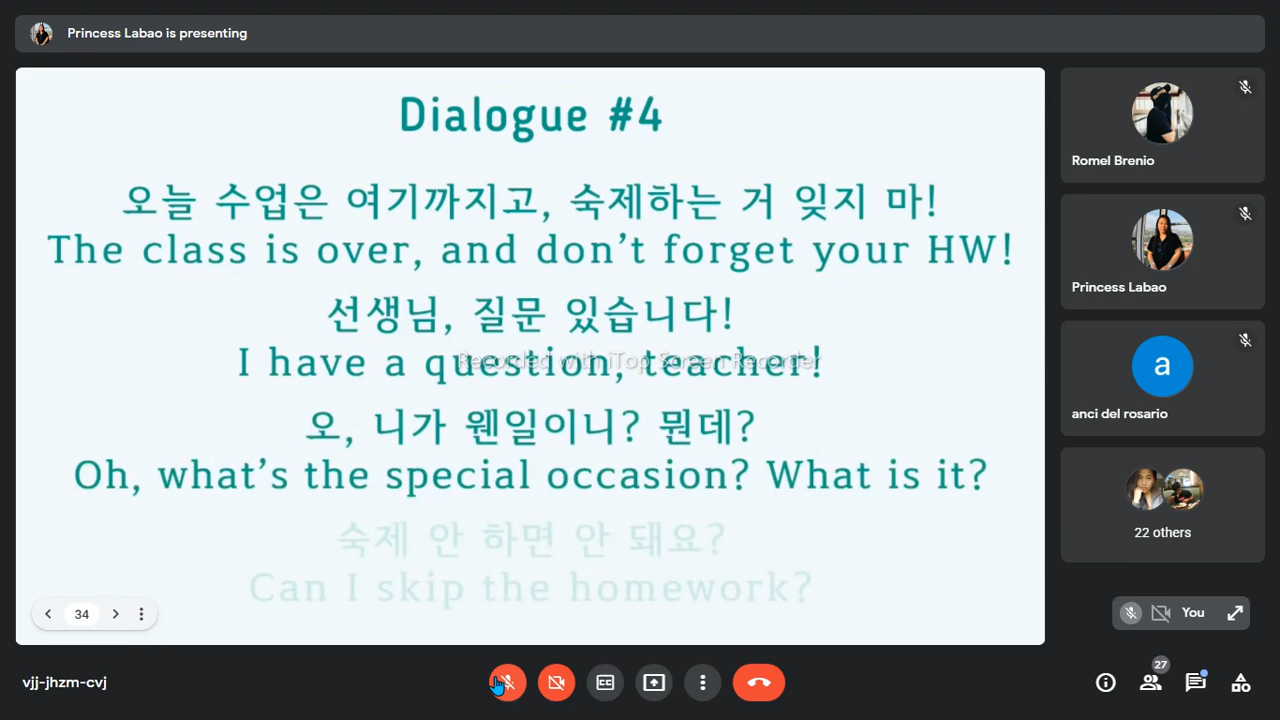 Princess Labao is presenting
Dialogue #4
오늘 수업은 여기까지고, 숙제하는 거 잊지 마!
The class is over, and don't forget your HW!
선생님, 질문 있습니다!
I have a question, teacher!
Recorded with iTop Screen Recorder
오, 니가 웬일이니? 뭔데?
Oh, what's the special occasion? What is it?
숙제 안 하면 안 돼요?
Can I skip the homework?
34
Romel Brenio
Princess Labao
a
anci del rosario
22 others
You
vjj-jhzm-cvj
CC
27